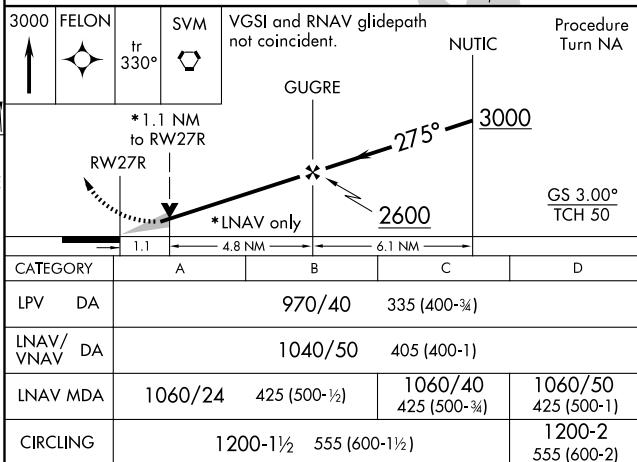 3000 FELON tr 330° SVM
VGSI and RNAV glidepath
not coincident.
Procedure
Turn NA
NUTIC
GUGRE
*1.1 NM
to RW27R
RW27R
275°
3000
2600
*LNAV only
GS 3.00°
TCH 50
1.1 4.8 NM 6.1 NM
CATEGORY A B C D
LPV DA 970/40 335 (400-¾)
LNAV/
VNAV DA 1040/50 405 (400-1)
LNAV MDA 1060/24 425 (500-½) 1060/40 425 (500-¾) 1060/50 425 (500-1)
CIRCLING 1200-1½ 555 (600-1½) 1200-2 555 (600-2)